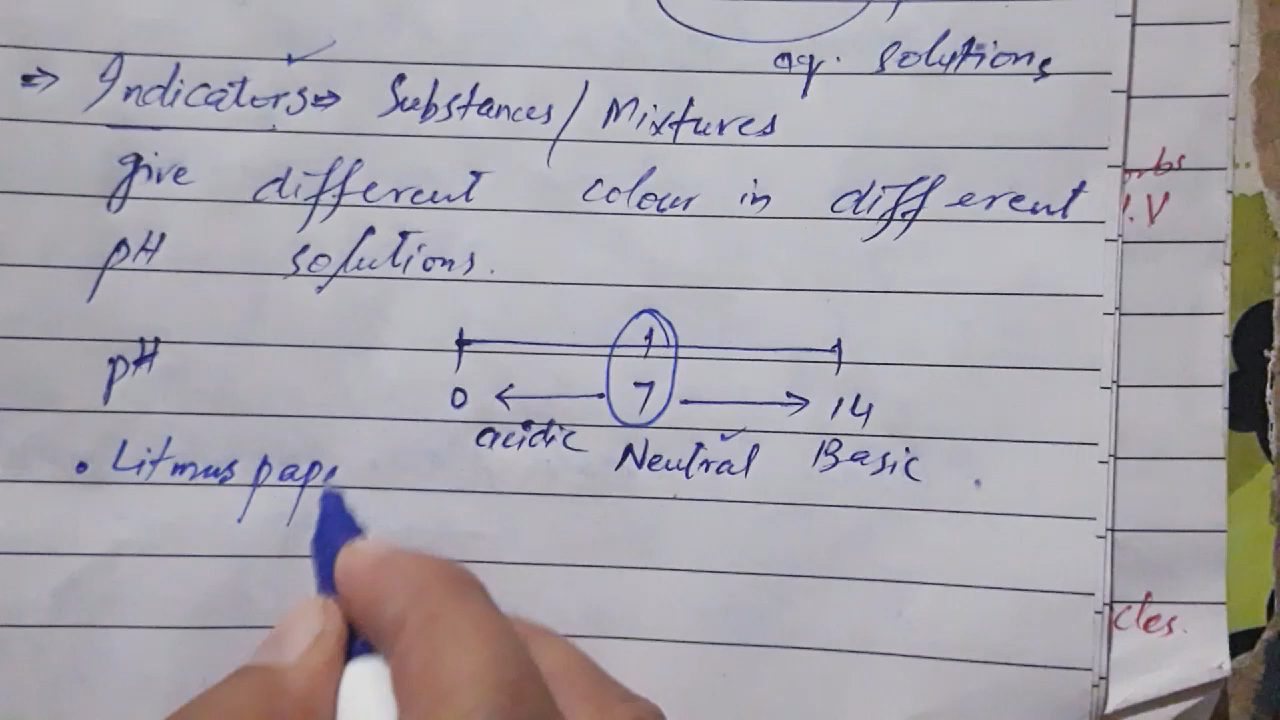 aq. solutions
⇒ Indicators ⇒ Substances / Mixtures
give different colour in different
pH solutions.
pH
0 ← 7 → 14
acidic Neutral Basic
• Litmus pap
rbs
.V
cles.